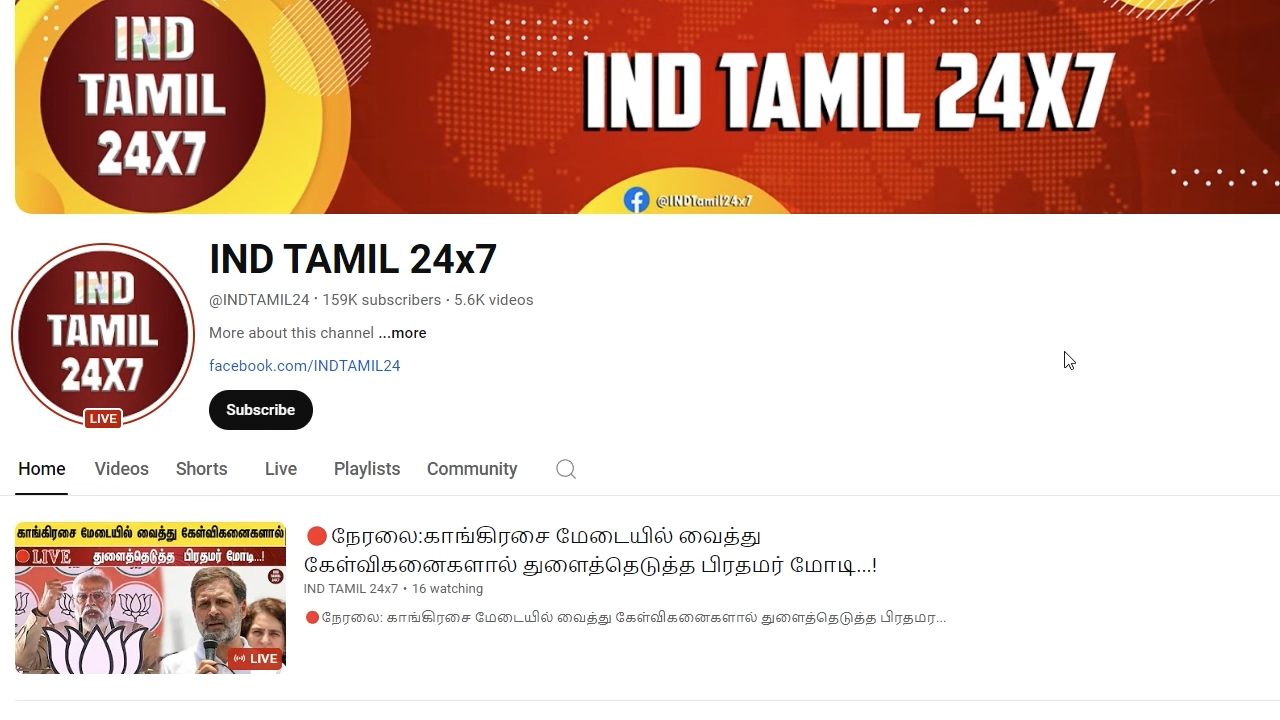 IND
TAMIL
24X7
IND TAMIL 24X7
@INDTamil24x7
IND
TAMIL
24X7
LIVE
IND TAMIL 24x7
@INDTAMIL24 • 159K subscribers • 5.6K videos
More about this channel ...more
facebook.com/INDTAMIL24
Subscribe
Home Videos Shorts Live Playlists Community
காங்கிரசை மேடையில் வைத்து கேள்விகனைகளால்
LIVE துளைத்தெடுத்த பிரதமர் மோடி...!
LIVE
🔴நேரலை:காங்கிரசை மேடையில் வைத்து
கேள்விகனைகளால் துளைத்தெடுத்த பிரதமர் மோடி...!
IND TAMIL 24x7 • 16 watching
🔴நேரலை: காங்கிரசை மேடையில் வைத்து கேள்விகனைகளால் துளைத்தெடுத்த பிரதமர...